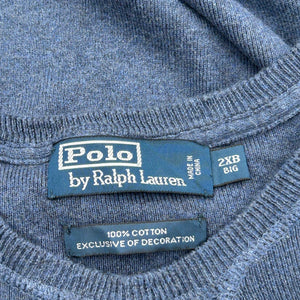 Polo
by Ralph Lauren
MADE IN
CHINA
2XB
BIG
100% COTTON
EXCLUSIVE OF DECORATION